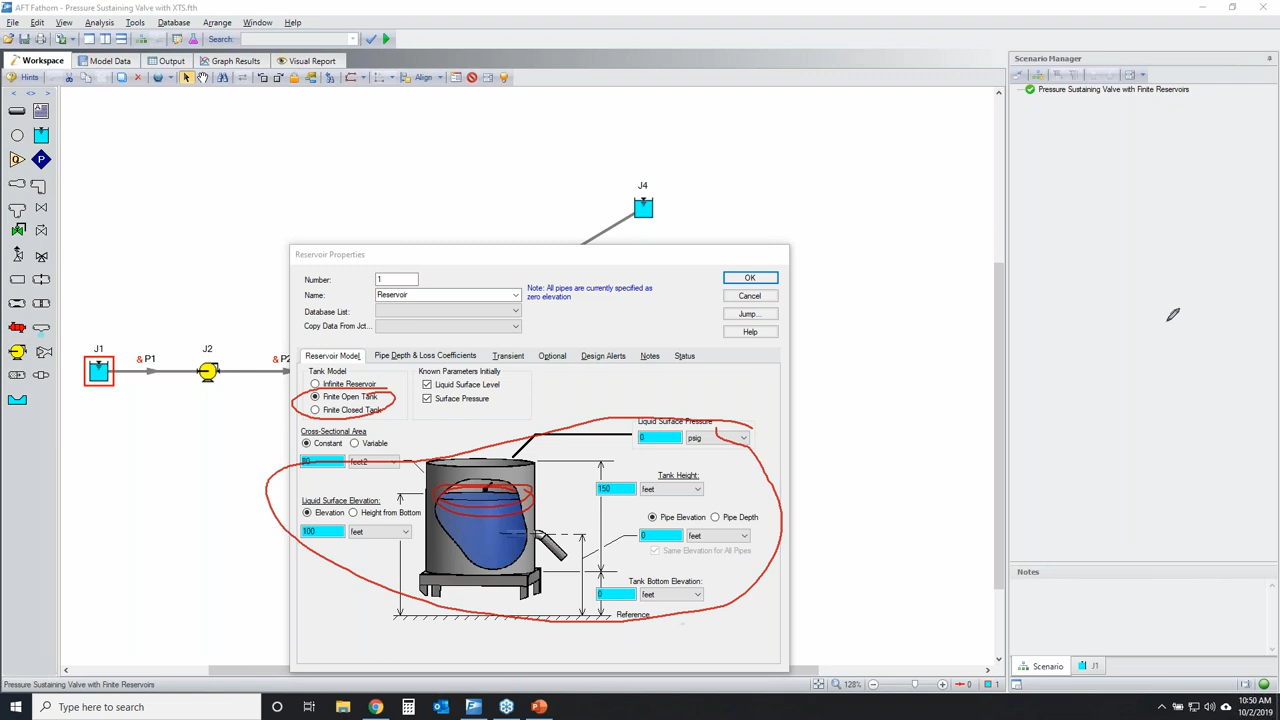 AFT Fathom - Pressure Sustaining Valve with XTS.fth
File Edit View Analysis Tools Database Arrange Window Help
Search:
Workspace Model Data Output Graph Results Visual Report
Hints Align
Scenario Manager
Pressure Sustaining Valve with Finite Reservoirs
J4
J1 & P1 J2 & P2
Reservoir Properties
Number: 1
Name: Reservoir
Database List:
Copy Data From Jct...
Note: All pipes are currently specified as
zero elevation
OK
Cancel
Jump...
Help
Reservoir Model Pipe Depth & Loss Coefficients Transient Optional Design Alerts Notes Status
Tank Model
Infinite Reservoir
Finite Open Tank
Finite Closed Tank
Known Parameters Initially
Liquid Surface Level
Surface Pressure
Cross-Sectional Area
Constant Variable
feet2
Liquid Surface Elevation:
Elevation Height from Bottom
100 feet
Liquid Surface Pressure
0 psig
Tank Height:
150 feet
Pipe Elevation Pipe Depth
0 feet
Same Elevation for All Pipes
Tank Bottom Elevation:
0 feet
Reference
Notes
Scenario J1
Pressure Sustaining Valve with Finite Reservoirs
128% 0 1
Type here to search
10:50 AM
10/2/2019